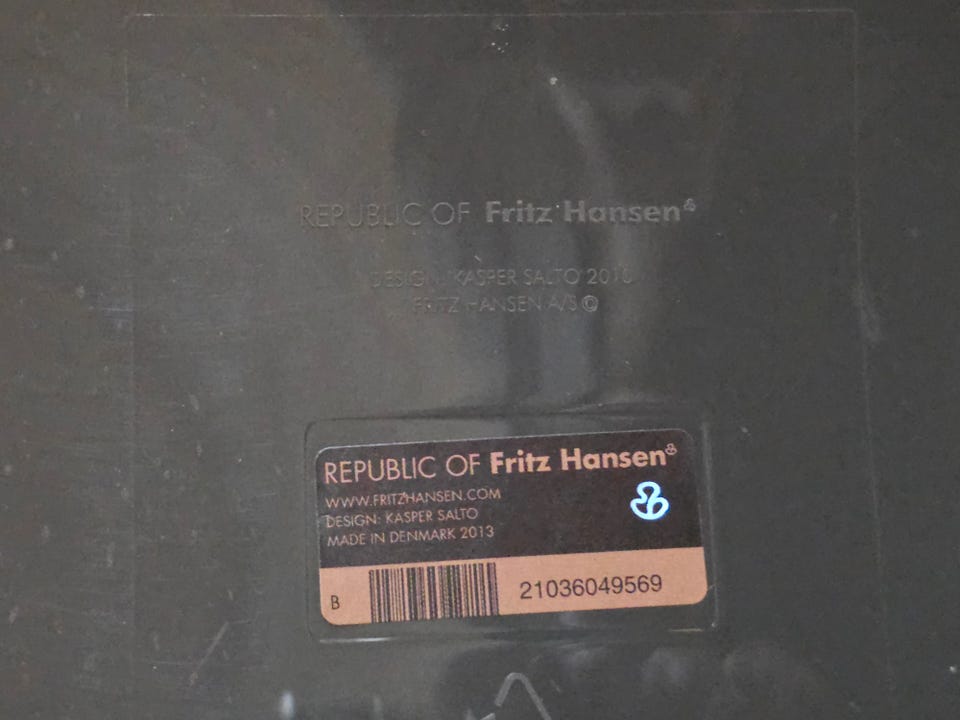 REPUBLIC OF Fritz Hansen
DESIGN: KASPER SALTO 2010
FRITZ HANSEN A/S ©
REPUBLIC OF Fritz Hansen
WWW.FRITZHANSEN.COM
DESIGN: KASPER SALTO
MADE IN DENMARK 2013
B 21036049569